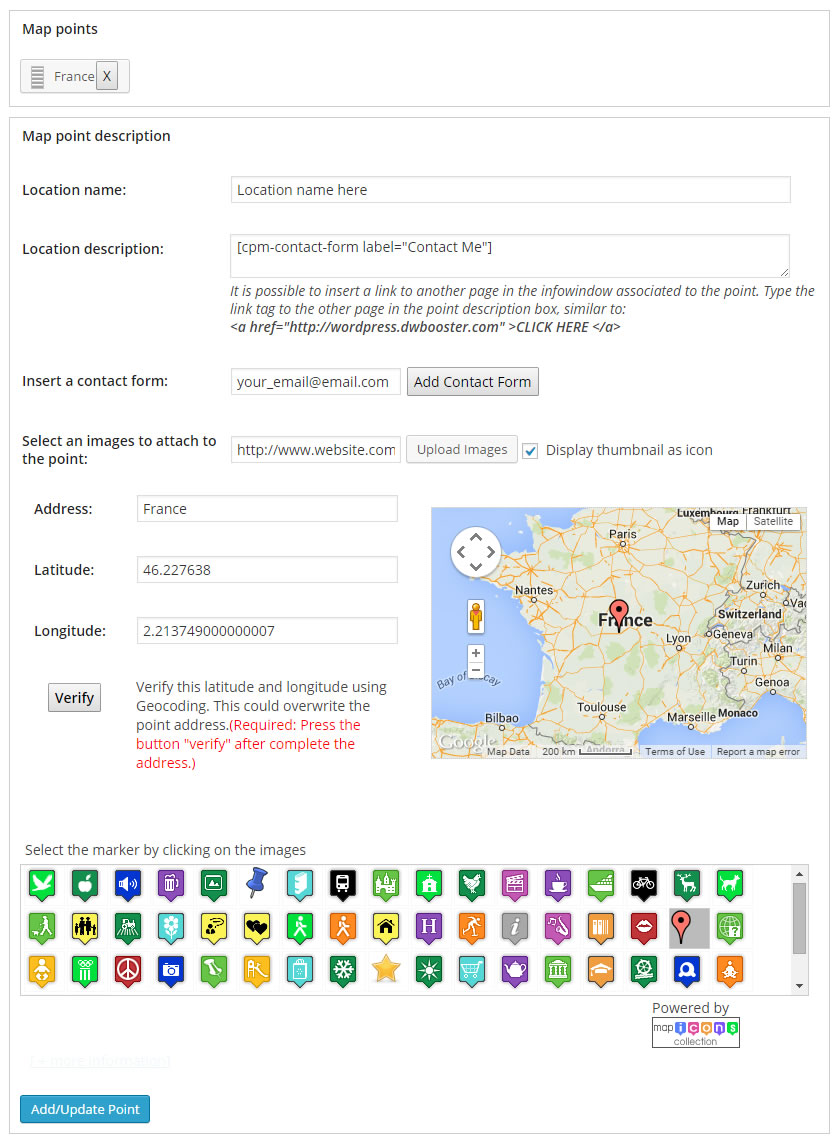 Map points
France X
Map point description
Location name: Location name here
Location description: [cpm-contact-form label="Contact Me"]
It is possible to insert a link to another page in the infowindow associated to the point. Type the
link tag to the other page in the point description box, similar to:
<a href="http://wordpress.dwbooster.com" >CLICK HERE </a>
Insert a contact form: your_email@email.com Add Contact Form
Select an images to attach to
the point: http://www.website.com Upload Images Display thumbnail as icon
Address: France
Latitude: 46.227638
Longitude: 2.213749000000007
Verify
Verify this latitude and longitude using
Geocoding. This could overwrite the
point address.(Required: Press the
button "verify" after complete the
address.)
Luxembourg Frankfurt
Map Satellite
Paris
Nantes
Zurich
Switzerland
France
Geneva
Lyon
Milan
Turin
Genoa
Bay of Biscay
Toulouse
Bilbao
Marseille Monaco
Andorra
Google Map Data 200 km Terms of Use Report a map error
Select the marker by clicking on the images
H
i
?
Powered by
map icons
collection
[ + more information]
Add/Update Point